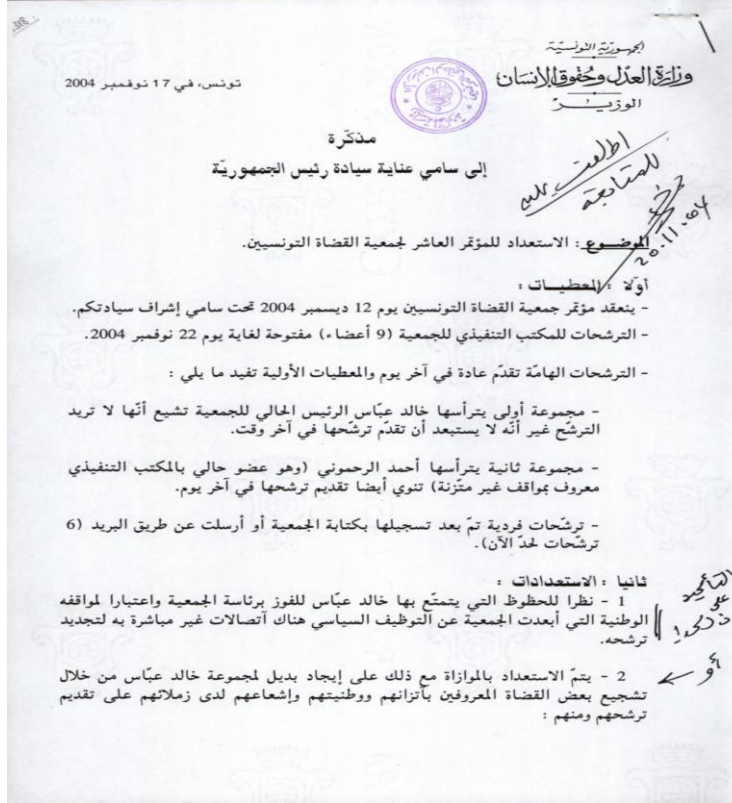 الجمهورية التونسية
وزارة العدل وحقوق الإنسان
الوزيــر
تونس، في 17 نوفمبر 2004
مذكّرة
إلى سامي عناية سيادة رئيس الجمهوريّة
اطلعت عليه
للمتابعة
20.11.04
الموضــوع : الاستعداد للمؤتمر العاشر لجمعية القضاة التونسيين.
أوّلا : المعطيــات :
- ينعقد مؤتمر جمعية القضاة التونسيين يوم 12 ديسمبر 2004 تحت سامي إشراف سيادتكم.
- الترشحات للمكتب التنفيذي للجمعية (9 أعضاء) مفتوحة لغاية يوم 22 نوفمبر 2004.
- الترشحات الهامّة تقدّم عادة في آخر يوم والمعطيات الأولية تفيد ما يلي :
- مجموعة أولى يترأسها خالد عبّاس الرئيس الحالي للجمعية تشيع أنّها لا تريد
الترشّح غير أنّه لا يستبعد أن تقدّم ترشّحها في آخر وقت.
- مجموعة ثانية يترأسها أحمد الرحموني (وهو عضو حالي بالمكتب التنفيذي
معروف بمواقف غير متّزنة) تنوي أيضا تقديم ترشحها في آخر يوم.
- ترشّحات فردية تمّ بعد تسجيلها بكتابة الجمعية أو أرسلت عن طريق البريد (6
ترشّحات لحدّ الآن).
ثانيا : الاستعدادات :
1 - نظرا للحظوظ التي يتمتّع بها خالد عبّاس للفوز برئاسة الجمعية واعتبارا لمواقفه
الوطنية التي أبعدت الجمعية عن التوظيف السياسي هناك آتصالات غير مباشرة به لتجديد
ترشحه.
التأكيد
على
ذلك!
أو
2 - يتمّ الاستعداد بالموازاة مع ذلك على إيجاد بديل لمجموعة خالد عبّاس من خلال
تشجيع بعض القضاة المعروفين بآتزانهم ووطنيتهم وإشعاعهم لدى زملائهم على تقديم
ترشحهم ومنهم :